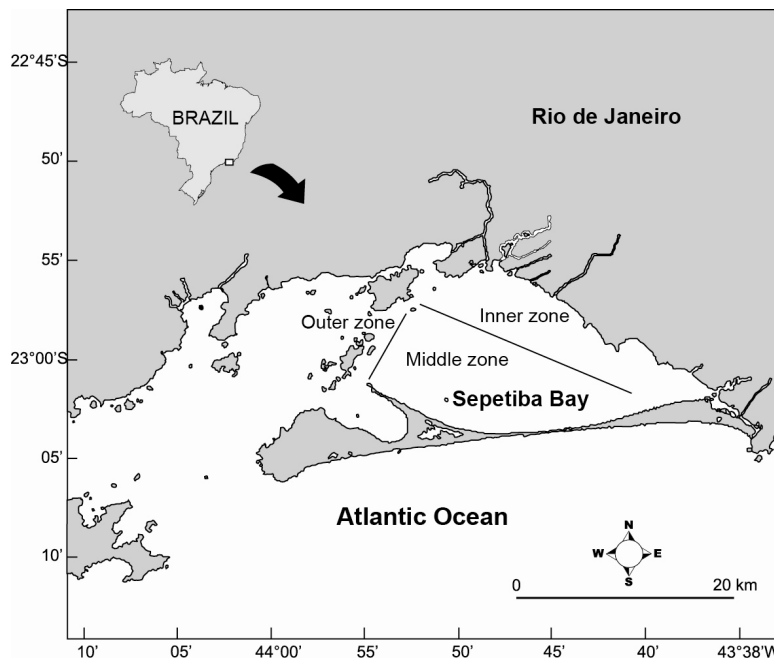 22°45'S
BRAZIL
Rio de Janeiro
50'
55'
Inner zone
Outer zone
23°00'S
Middle zone
Sepetiba Bay
05'
Atlantic Ocean
N
W E
S
10'
0 20 km
10' 05' 44°00' 55' 50' 45' 40' 43°38'W